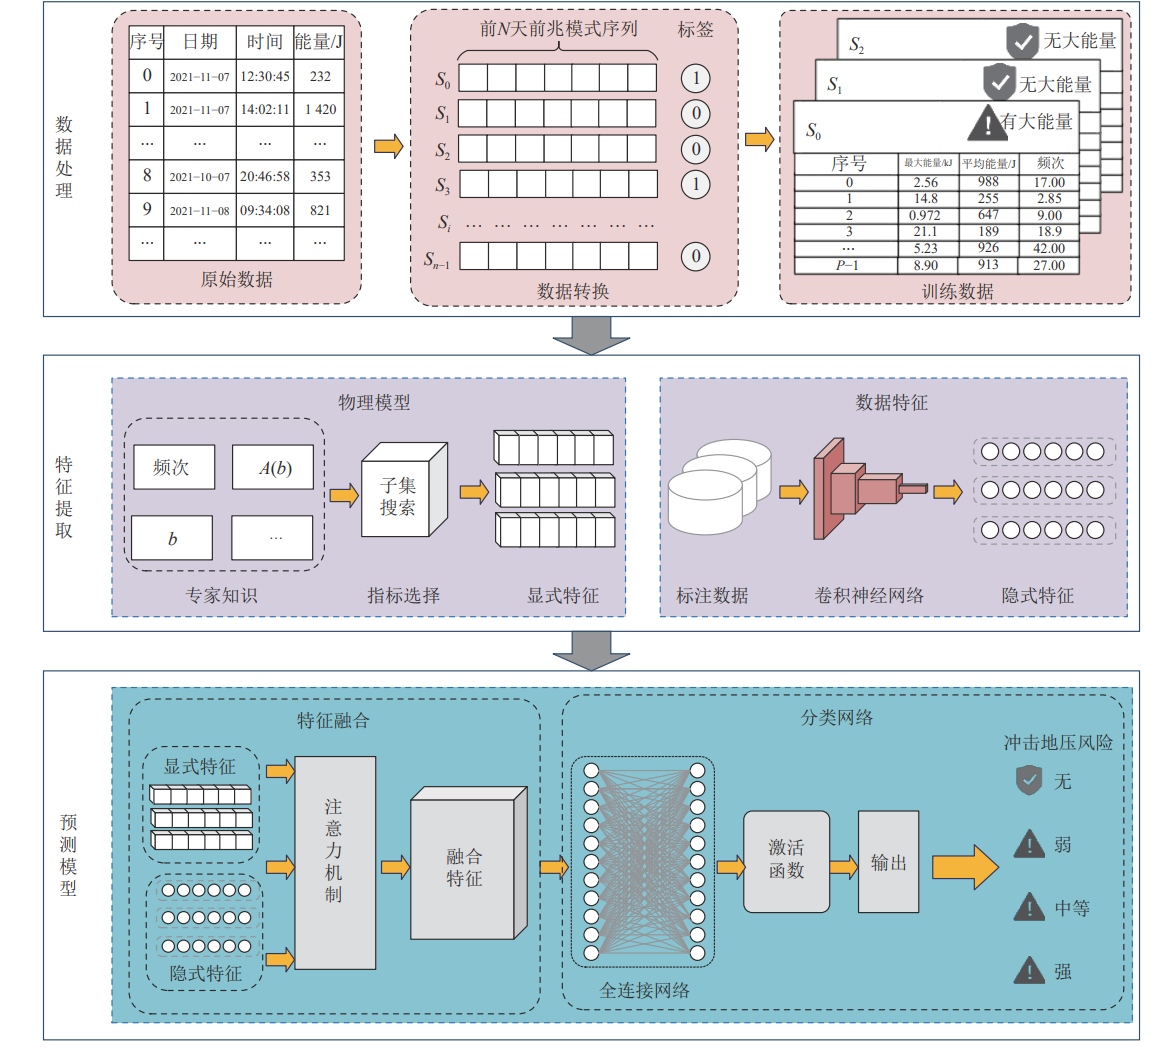 数据处理
序号 日期 时间 能量/J
0 2021−11−07 12:30:45 232
1 2021−11−07 14:02:11 1 420
... ... ... ...
8 2021−10−07 20:46:58 353
9 2021−11−08 09:34:08 821
... ... ... ...
原始数据
前N天前兆模式序列 标签
S0 1
S1 0
S2 0
S3 1
Si ... ... ... ... ... ... ...
Sn−1 0
数据转换
S2 无大能量
S1 无大能量
S0 有大能量
序号 最大能量/kJ 平均能量/J 频次
0 2.56 988 17.00
1 14.8 255 2.85
2 0.972 647 9.00
3 21.1 189 18.9
... 5.23 926 42.00
P−1 8.90 913 27.00
训练数据
特征提取
物理模型
频次 A(b)
b ...
专家知识
子集
搜索
指标选择
显式特征
数据特征
标注数据
卷积神经网络
隐式特征
预测模型
特征融合
显式特征
隐式特征
注意力机制
融合
特征
分类网络
全连接网络
激活
函数
输出
冲击地压风险
无
弱
中等
强